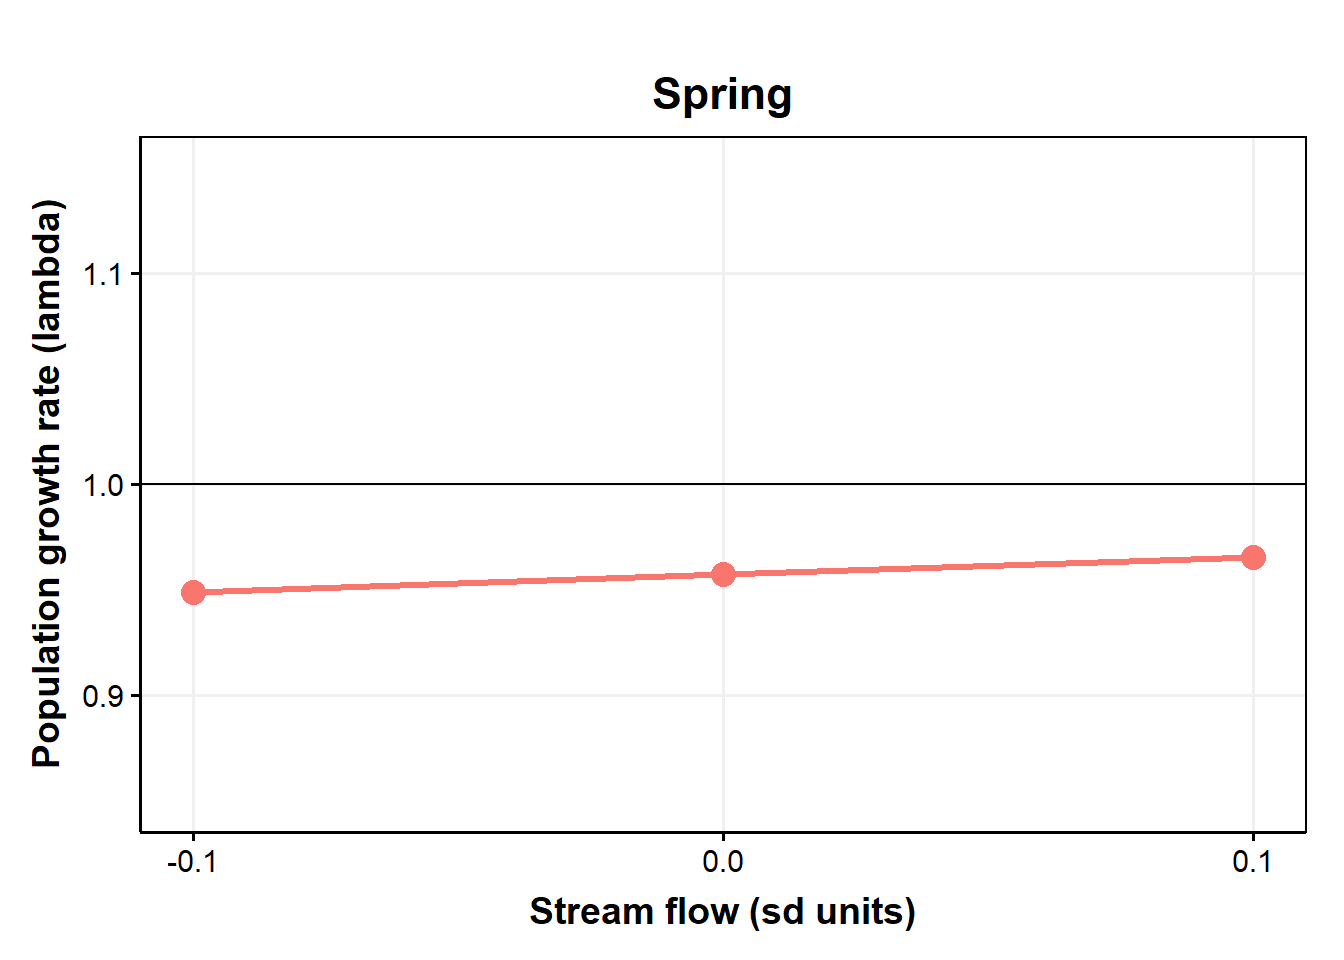 Spring
Population growth rate (lambda)
1.1
1.0
0.9
-0.1
0.0
0.1
Stream flow (sd units)